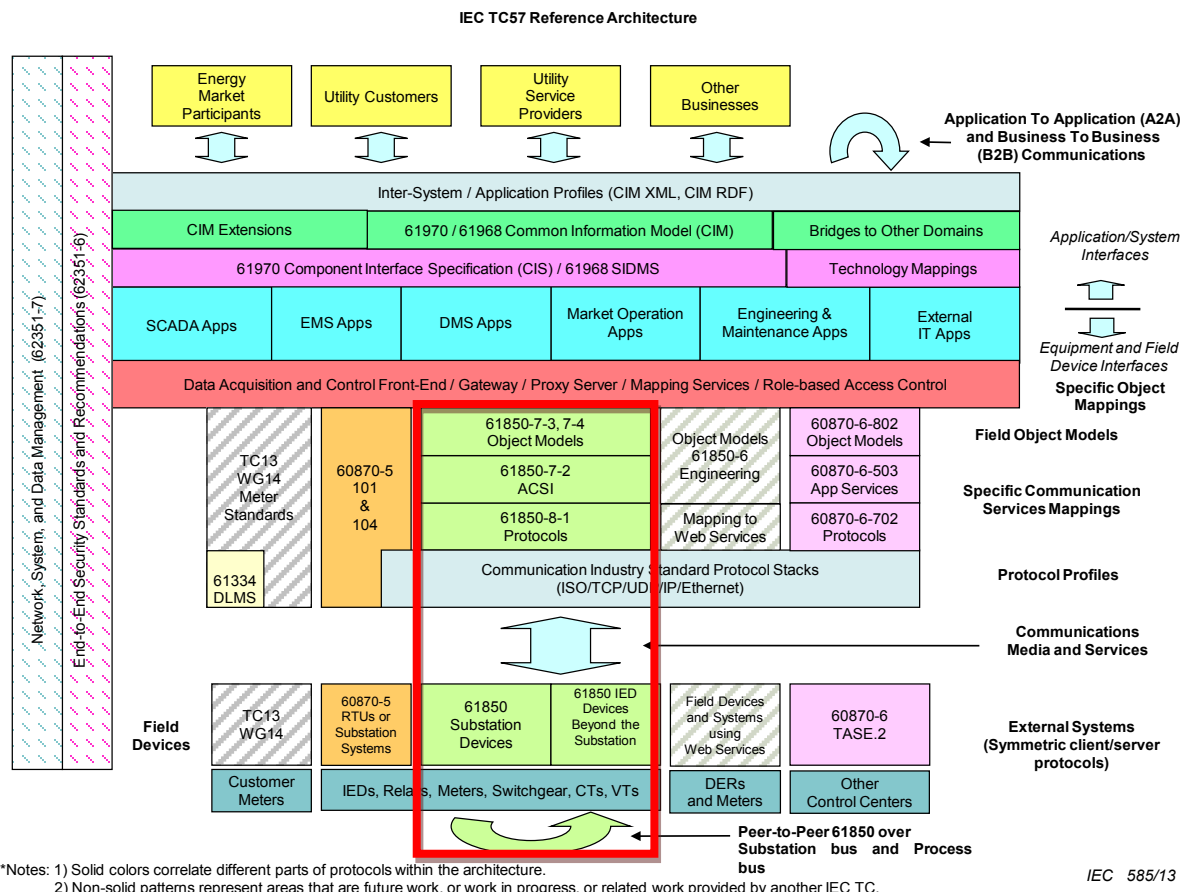 IEC TC57 Reference Architecture
Energy
Market
Participants
Utility Customers
Utility
Service
Providers
Other
Businesses
Application To Application (A2A)
and Business To Business
(B2B) Communications
Inter-System / Application Profiles (CIM XML, CIM RDF)
CIM Extensions
61970 / 61968 Common Information Model (CIM)
Bridges to Other Domains
61970 Component Interface Specification (CIS) / 61968 SIDMS
Technology Mappings
Application/System
Interfaces
SCADA Apps
EMS Apps
DMS Apps
Market Operation
Apps
Engineering &
Maintenance Apps
External
IT Apps
Equipment and Field
Device Interfaces
Data Acquisition and Control Front-End / Gateway / Proxy Server / Mapping Services / Role-based Access Control
Specific Object
Mappings
Network, System, and Data Management (62351-7)
End-to-End Security Standards and Recommendations (62351-6)
TC13
WG14
Meter
Standards
61334
DLMS
60870-5
101
&
104
61850-7-3, 7-4
Object Models
61850-7-2
ACSI
61850-8-1
Protocols
Object Models
61850-6
Engineering
Mapping to
Web Services
60870-6-802
Object Models
60870-6-503
App Services
60870-6-702
Protocols
Field Object Models
Specific Communication
Services Mappings
Communication Industry Standard Protocol Stacks
(ISO/TCP/UDP/IP/Ethernet)
Protocol Profiles
Communications
Media and Services
Field
Devices
TC13
WG14
60870-5
RTUs or
Substation
Systems
61850
Substation
Devices
61850 IED
Devices
Beyond the
Substation
Field Devices
and Systems
using
Web Services
60870-6
TASE.2
External Systems
(Symmetric client/server
protocols)
Customer
Meters
IEDs, Relays, Meters, Switchgear, CTs, VTs
DERs
and Meters
Other
Control Centers
Peer-to-Peer 61850 over
Substation bus and Process
bus
*Notes: 1) Solid colors correlate different parts of protocols within the architecture.
2) Non-solid patterns represent areas that are future work, or work in progress, or related work provided by another IEC TC.
IEC 585/13